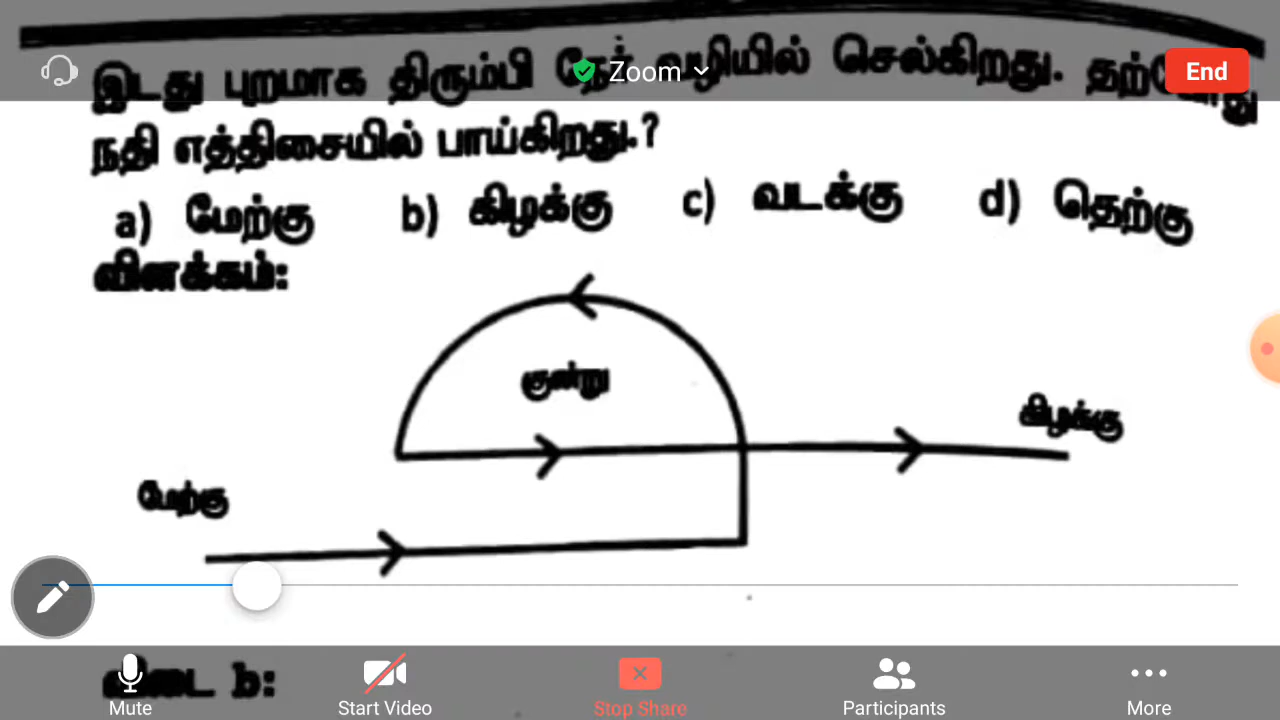 இடது புறமாக திரும்பி நேர் வழியில் செல்கிறது. தற்போது
Zoom
End
நதி எத்திசையில் பாய்கிறது.?
a) மேற்கு b) கிழக்கு c) வடக்கு d) தெற்கு
விளக்கம்:
குன்று
கிழக்கு
மேற்கு
விடை b:
Mute Start Video Stop Share Participants More